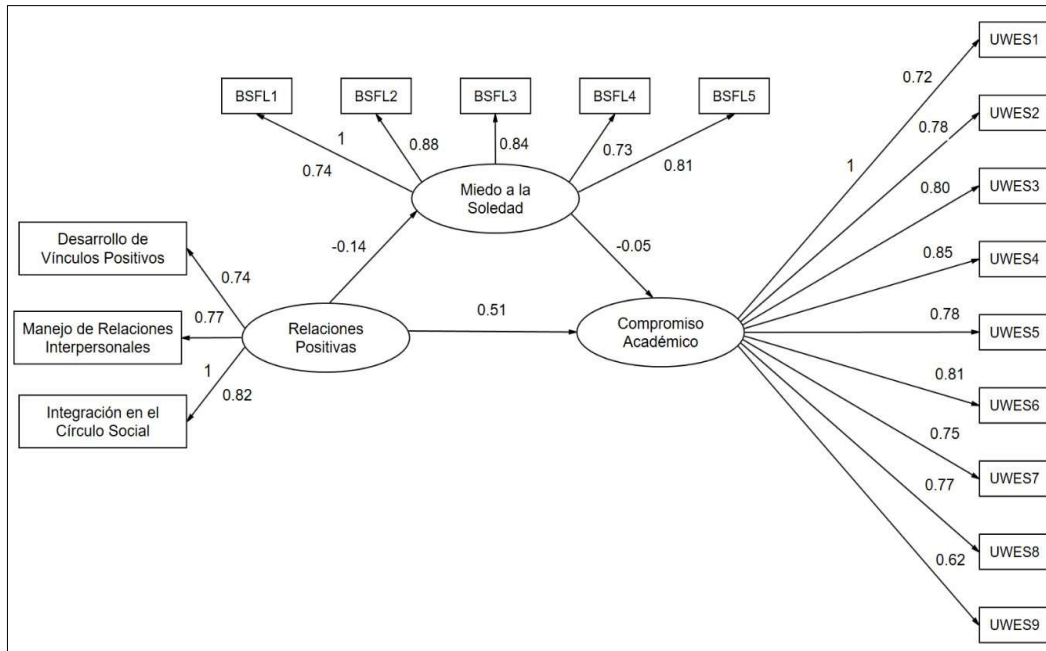 UWES1
0.72
BSFL1
BSFL2
BSFL3
BSFL4
BSFL5
UWES2
0.78
1
0.88
0.84
0.73
0.74
0.81
1
UWES3
0.80
Miedo a la
Soledad
Desarrollo de
Vínculos Positivos
-0.14
-0.05
UWES4
0.85
0.74
Manejo de Relaciones
Interpersonales
0.77
Relaciones
Positivas
0.51
Compromiso
Académico
UWES5
0.78
1
0.82
Integración en el
Círculo Social
UWES6
0.81
UWES7
0.75
UWES8
0.77
UWES9
0.62